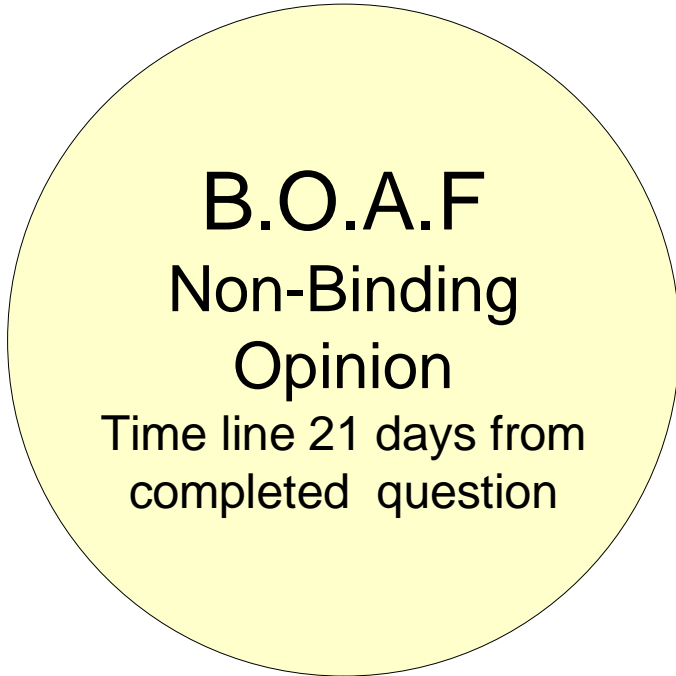 B.O.A.F
Non-Binding
Opinion
Time line 21 days from
completed  question